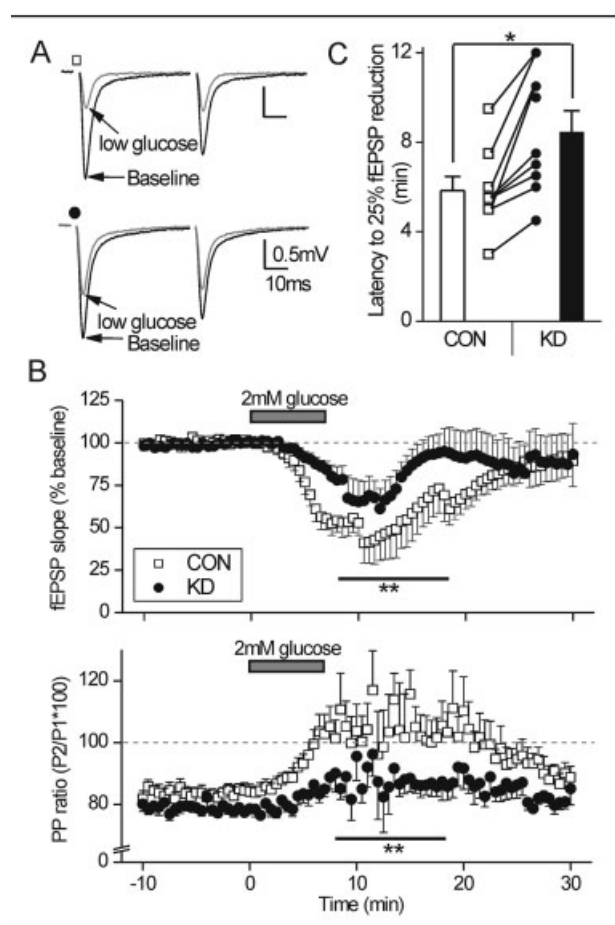 A
low glucose
Baseline
low glucose
Baseline
0.5mV
10ms
C
*
12
8
4
0
Latency to 25% fEPSP reduction
(min)
CON
KD
B
2mM glucose
125
100
75
50
25
0
fEPSP slope (% baseline)
CON
KD
**
2mM glucose
120
100
80
0
PP ratio (P2/P1*100)
**
-10
0
10
20
30
Time (min)